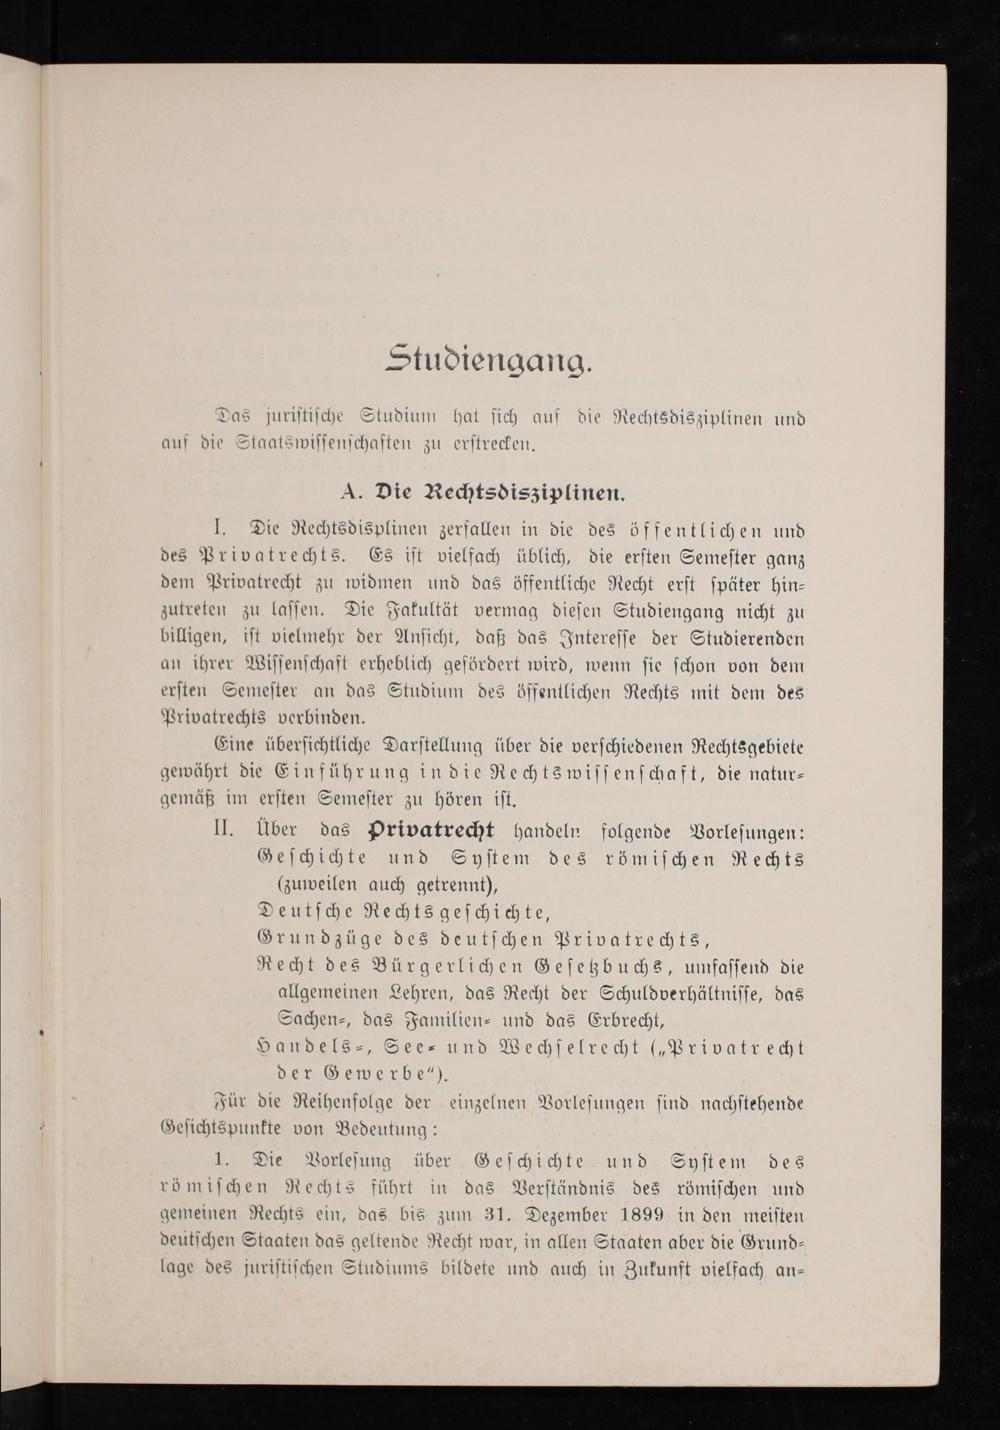 Studiengang.
Das juristische Studium hat sich auf die Rechtsdisziplinen und
auf die Staatswissenschaften zu erstrecken.
A. Die Rechtsdisziplinen.
I. Die Rechtsdisplinen zerfallen in die des öffentlichen und
des Privatrechts. Es ist vielfach üblich, die ersten Semester ganz
dem Privatrecht zu widmen und das öffentliche Recht erst später hin-
zutreten zu lassen. Die Fakultät vermag diesen Studiengang nicht zu
billigen, ist vielmehr der Ansicht, daß das Interesse der Studierenden
an ihrer Wissenschaft erheblich gefördert wird, wenn sie schon von dem
ersten Semester an das Studium des öffentlichen Rechts mit dem des
Privatrechts verbinden.
Eine übersichtliche Darstellung über die verschiedenen Rechtsgebiete
gewährt die Einführung in die Rechtswissenschaft, die natur-
gemäß im ersten Semester zu hören ist.
II. Über das Privatrecht handeln folgende Vorlesungen:
Geschichte und System des römischen Rechts
(zuweilen auch getrennt),
Deutsche Rechtsgeschichte,
Grundzüge des deutschen Privatrechts,
Recht des Bürgerlichen Gesetzbuchs, umfassend die
allgemeinen Lehren, das Recht der Schuldverhältnisse, das
Sachen-, das Familien- und das Erbrecht,
Handels-, See- und Wechselrecht („Privatrecht
der Gewerbe“).
Für die Reihenfolge der einzelnen Vorlesungen sind nachstehende
Gesichtspunkte von Bedeutung:
1. Die Vorlesung über Geschichte und System des
römischen Rechts führt in das Verständnis des römischen und
gemeinen Rechts ein, das bis zum 31. Dezember 1899 in den meisten
deutschen Staaten das geltende Recht war, in allen Staaten aber die Grund-
lage des juristischen Studiums bildete und auch in Zukunft vielfach an-